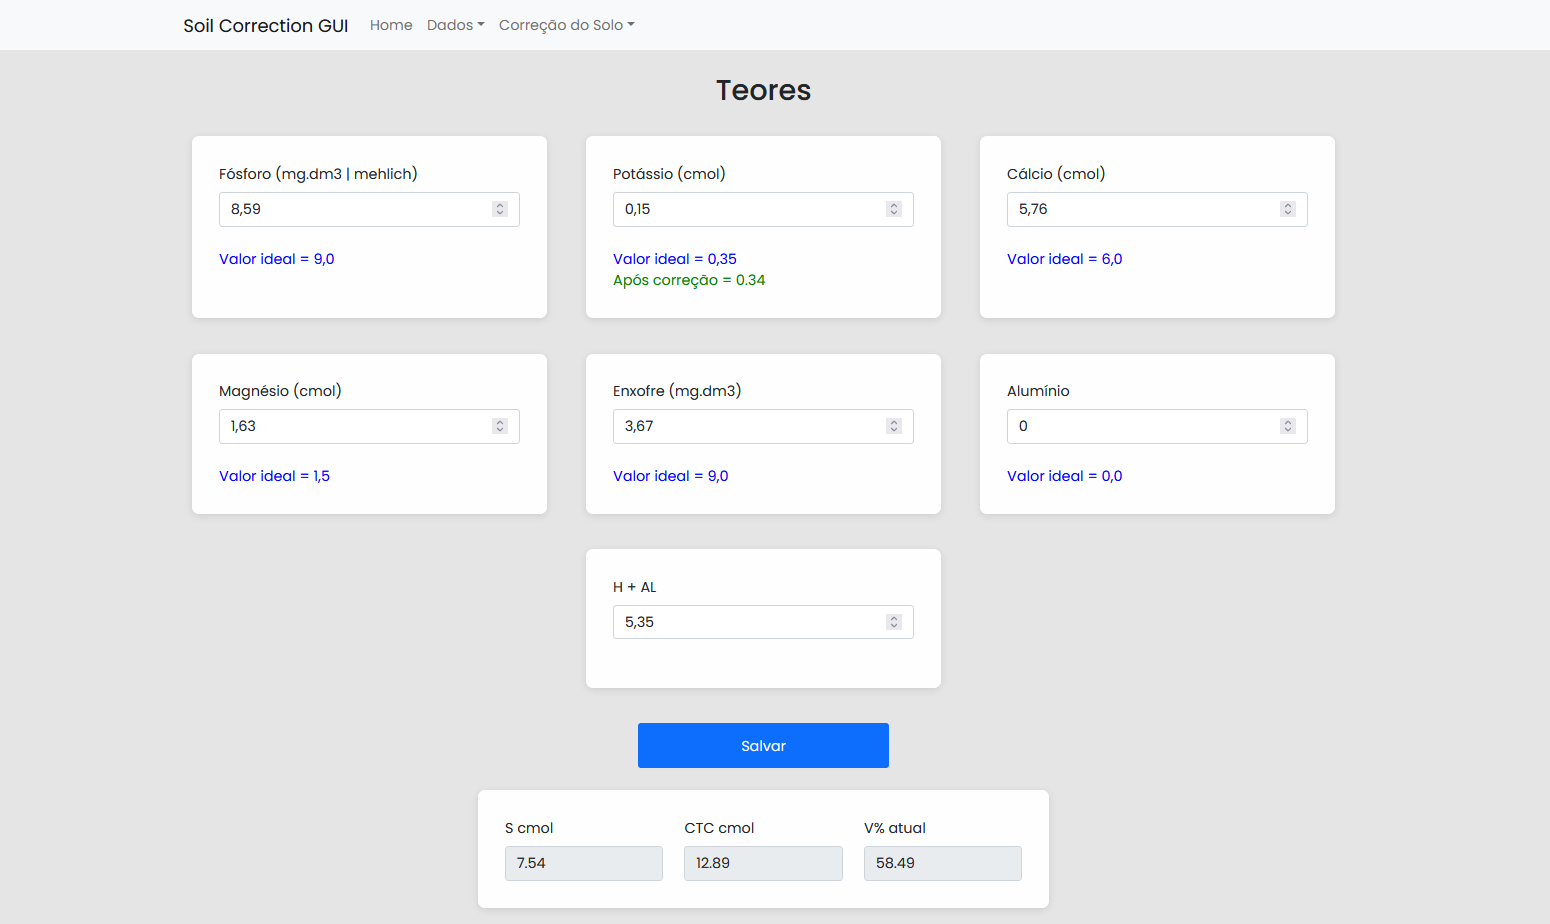 Soil Correction GUI Home Dados Correção do Solo
Teores
Fósforo (mg.dm3 | mehlich)
8,59
Valor ideal = 9,0
Potássio (cmol)
0,15
Valor ideal = 0,35
Após correção = 0.34
Cálcio (cmol)
5,76
Valor ideal = 6,0
Magnésio (cmol)
1,63
Valor ideal = 1,5
Enxofre (mg.dm3)
3,67
Valor ideal = 9,0
Alumínio
0
Valor ideal = 0,0
H + AL
5,35
Salvar
S cmol
7.54
CTC cmol
12.89
V% atual
58.49